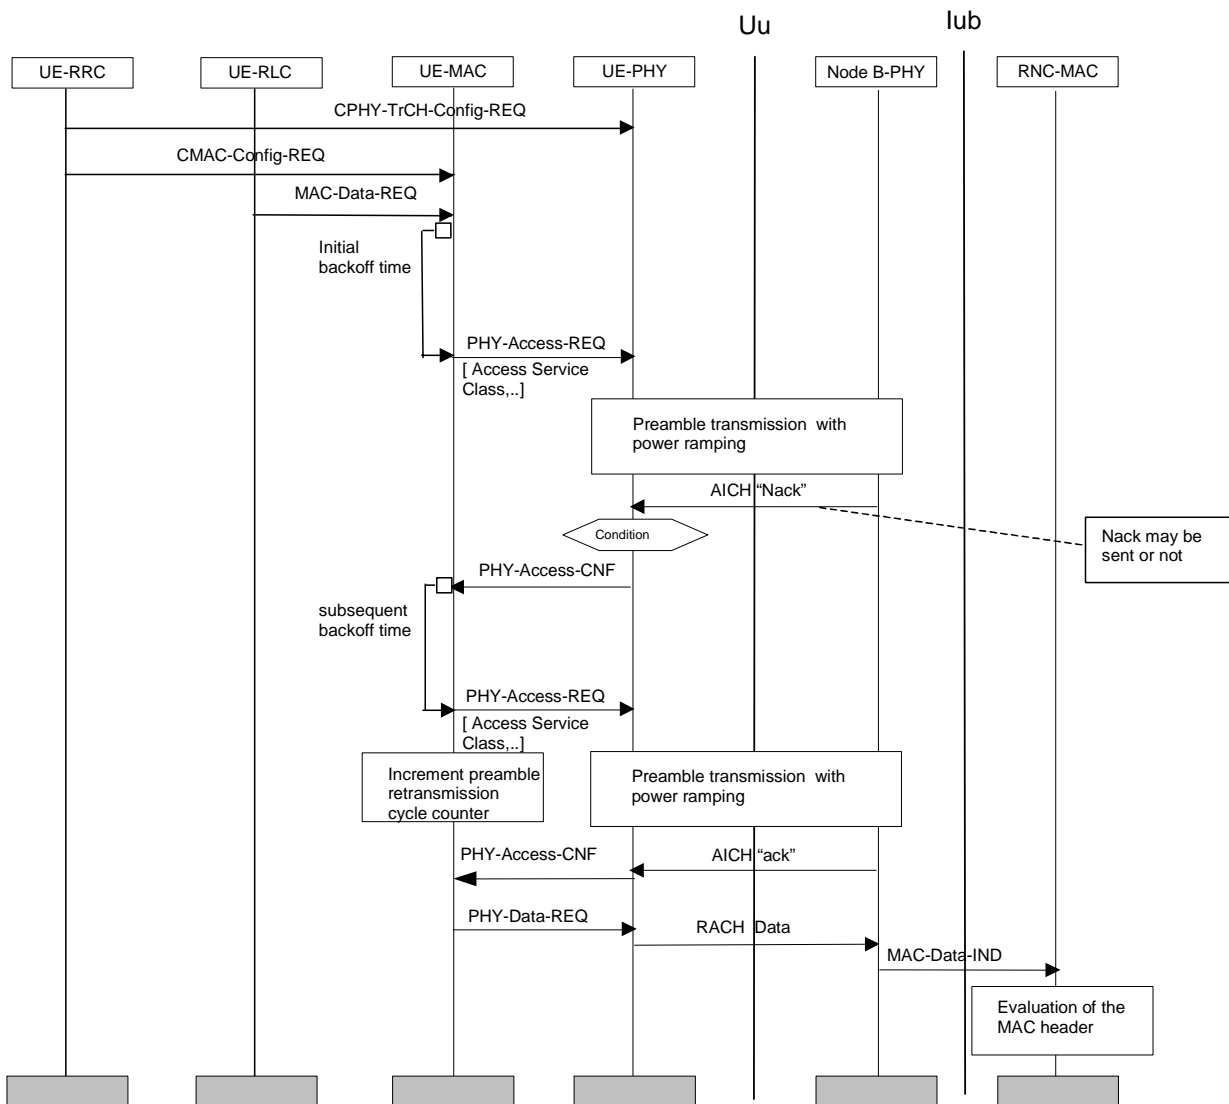 Uu
Iub
UE-RRC
UE-RLC
UE-MAC
UE-PHY
Node B-PHY
RNC-MAC
CPHY-TrCH-Config-REQ
CMAC-Config-REQ
MAC-Data-REQ
Initial
backoff time
PHY-Access-REQ
[ Access Service
Class,..]
Preamble transmission with
power ramping
AICH “Nack”
Condition
Nack may be
sent or not
PHY-Access-CNF
subsequent
backoff time
PHY-Access-REQ
[ Access Service
Class,..]
Increment preamble
retransmission
cycle counter
Preamble transmission with
power ramping
PHY-Access-CNF
AICH “ack”
PHY-Data-REQ
RACH Data
MAC-Data-IND
Evaluation of the
MAC header